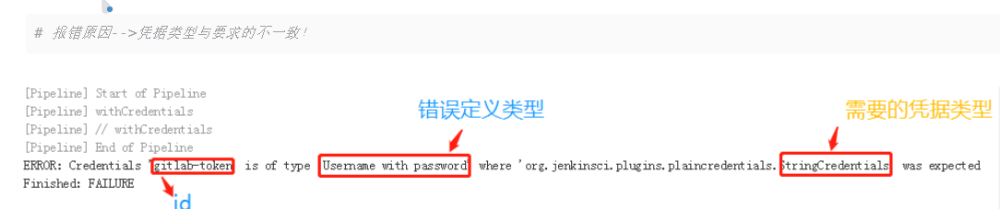 # 报错原因-->凭据类型与要求的不一致!
[Pipeline] Start of Pipeline
[Pipeline] withCredentials
错误定义类型
需要的凭据类型
[Pipeline] // withCredentials
[Pipeline] End of Pipeline
ERROR: Credentials 'gitlab-token' is of type 'Username with password' where 'org.jenkinsci.plugins.plaincredentials.StringCredentials' was expected
Finished: FAILURE
id